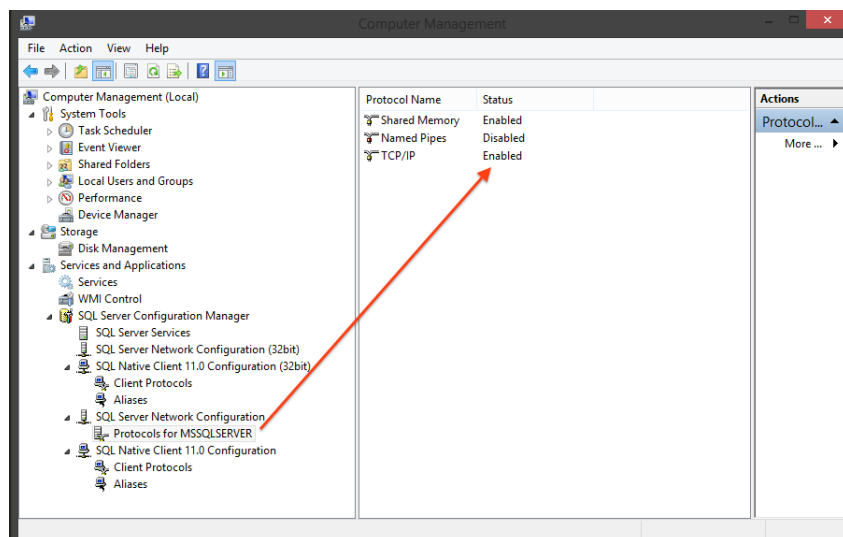 Computer Management
File Action View Help
Computer Management (Local)
System Tools
Task Scheduler
Event Viewer
Shared Folders
Local Users and Groups
Performance
Device Manager
Storage
Disk Management
Services and Applications
Services
WMI Control
SQL Server Configuration Manager
SQL Server Services
SQL Server Network Configuration (32bit)
SQL Native Client 11.0 Configuration (32bit)
Client Protocols
Aliases
SQL Server Network Configuration
Protocols for MSSQLSERVER
SQL Native Client 11.0 Configuration
Client Protocols
Aliases
Protocol Name Status
Shared Memory Enabled
Named Pipes Disabled
TCP/IP Enabled
Actions
Protocol...
More ...